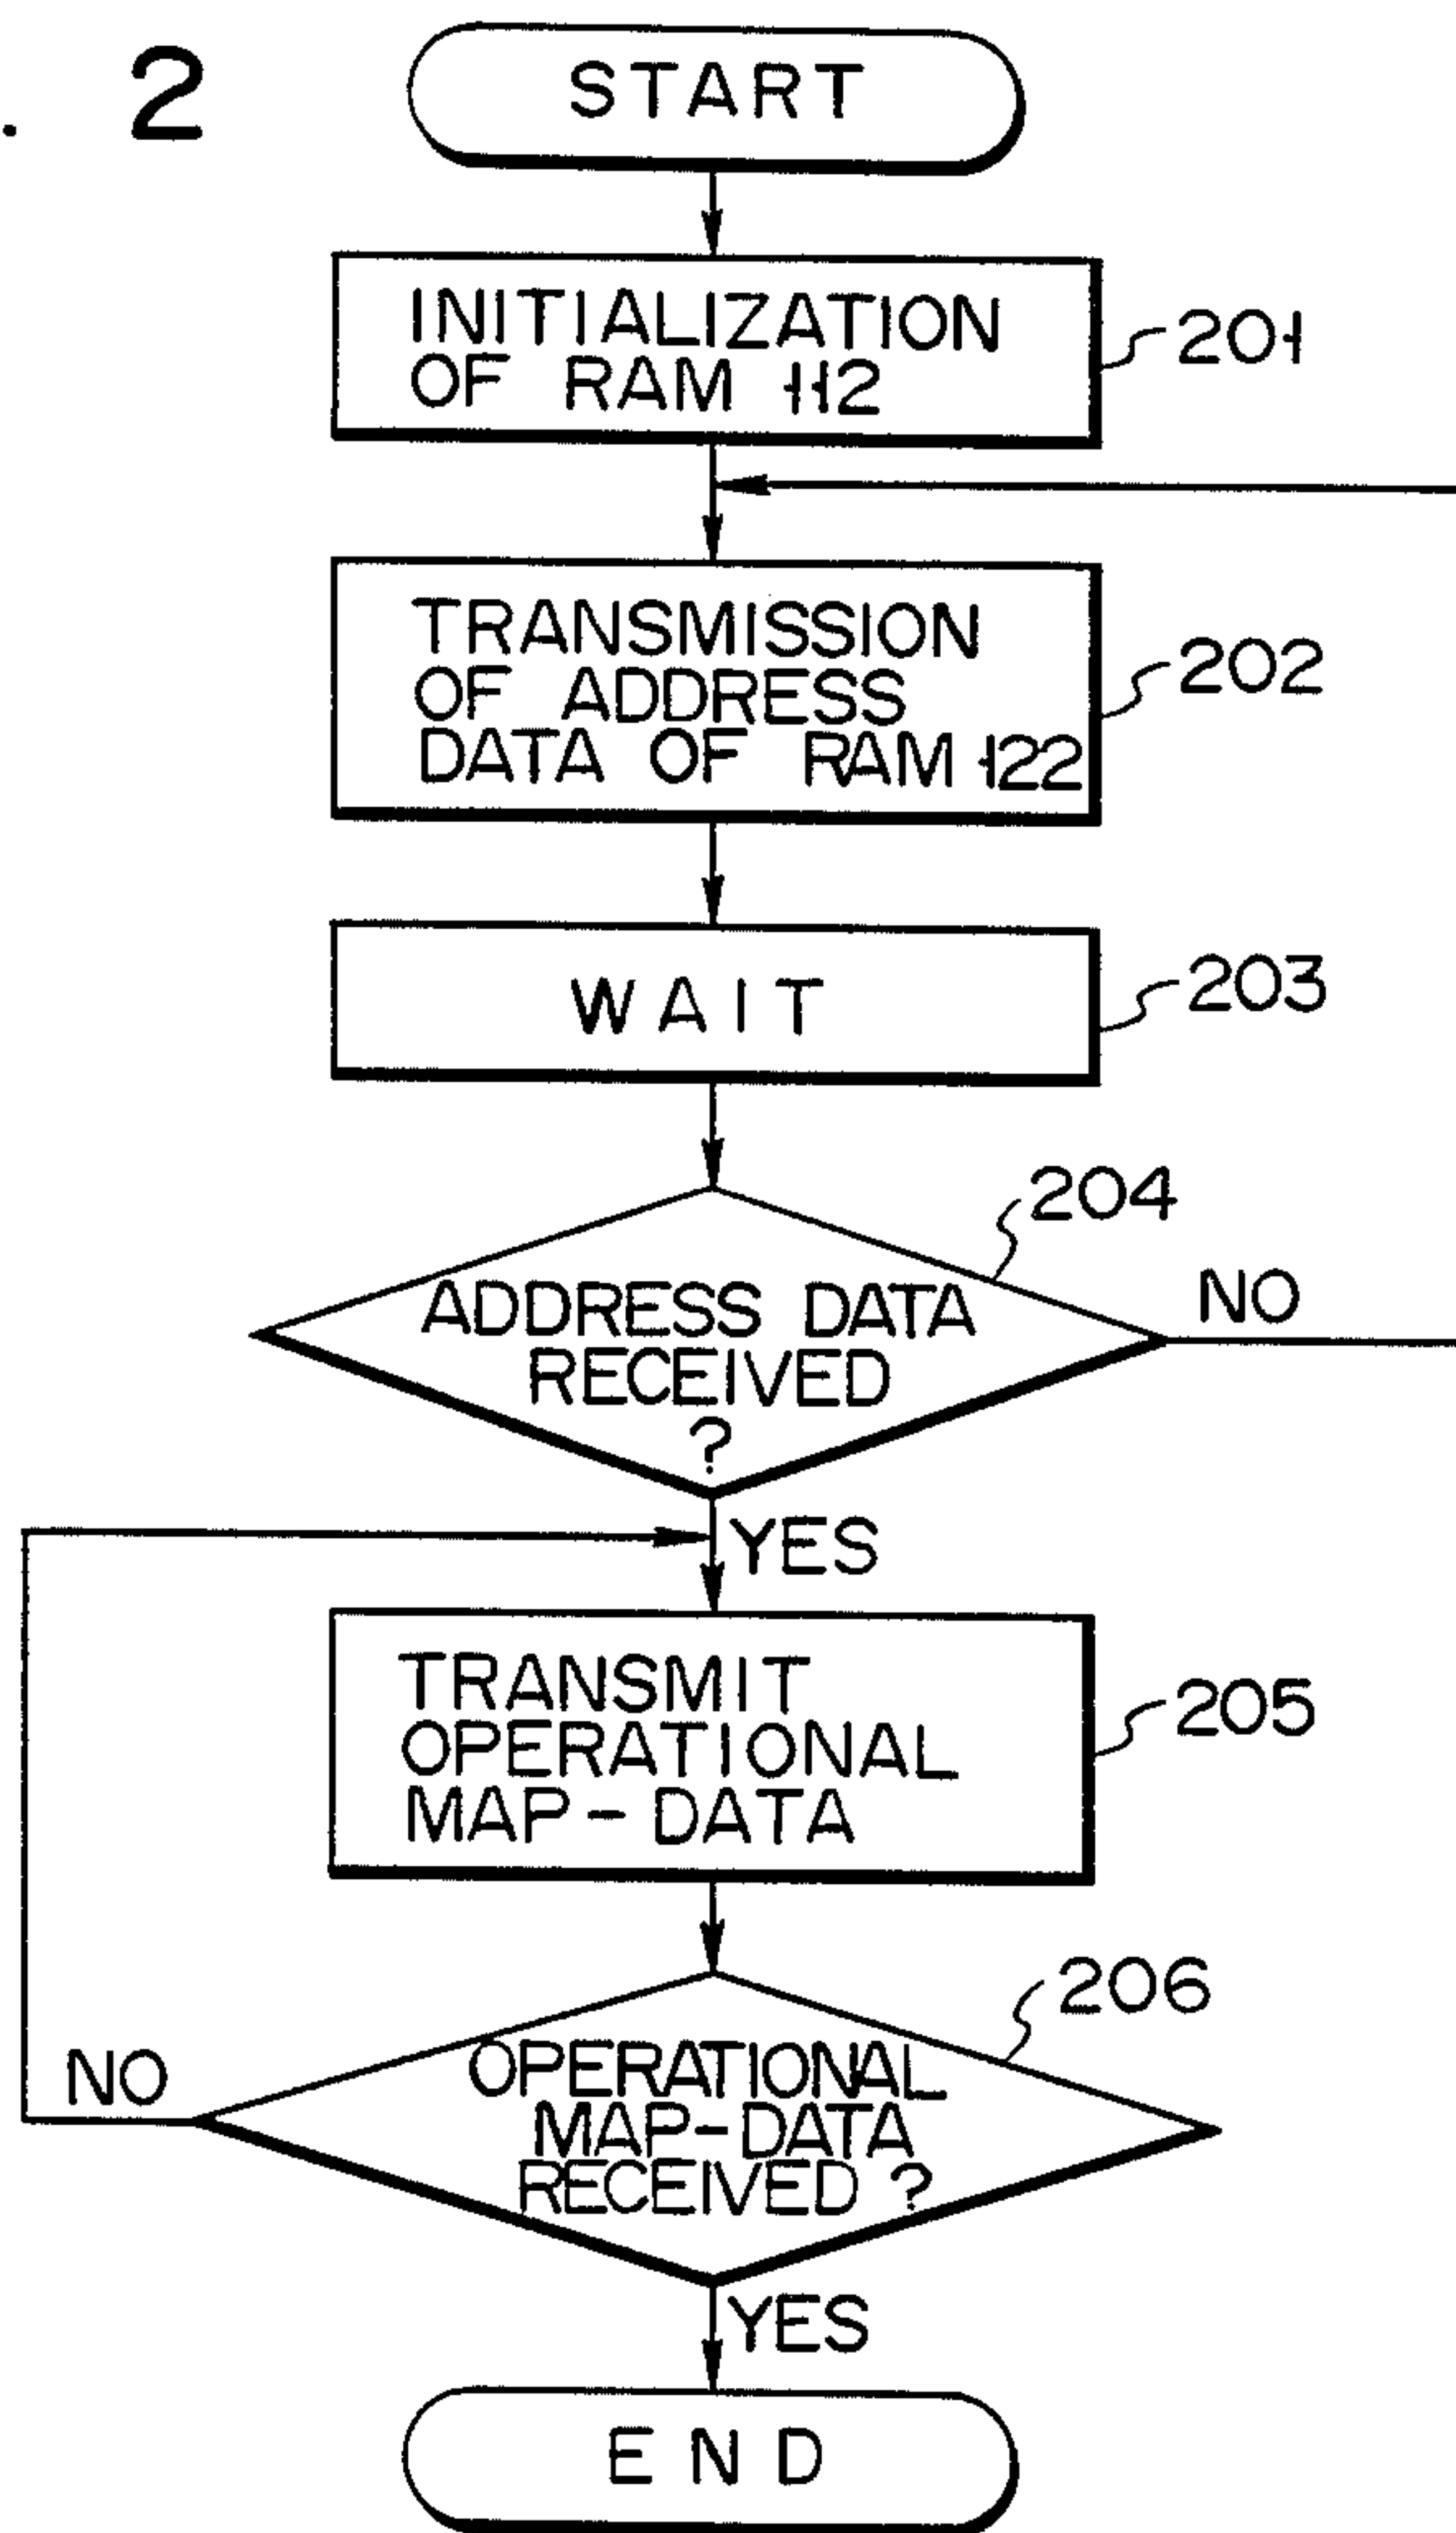 . 2
START
INITIALIZATION
OF RAM 112
201
TRANSMISSION
OF ADDRESS
DATA OF RAM 122
202
WAIT
203
204
ADDRESS DATA
RECEIVED
?
NO
YES
TRANSMIT
OPERATIONAL
MAP-DATA
205
206
OPERATIONAL
MAP-DATA
RECEIVED ?
NO
YES
END